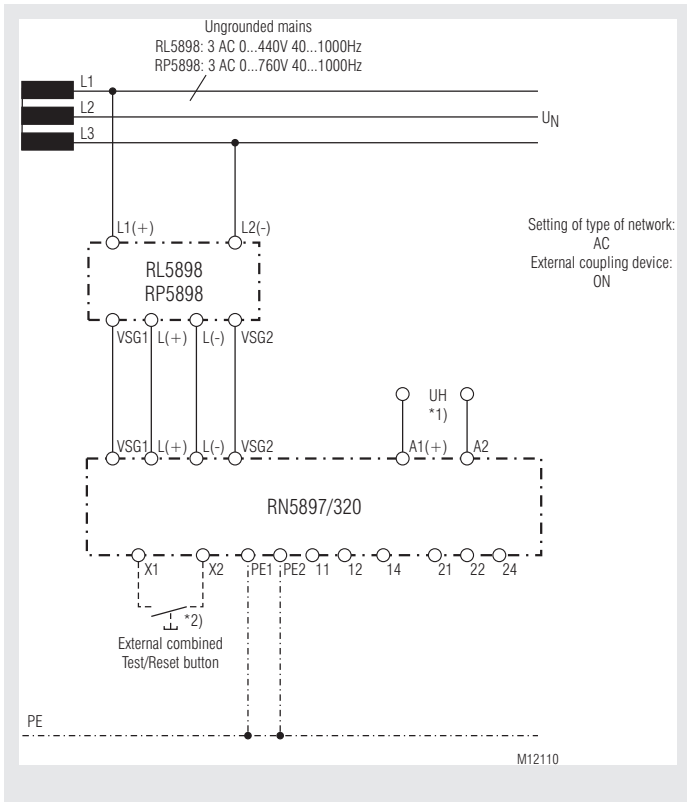 Ungrounded mains
RL5898: 3 AC 0...440V 40...1000Hz
RP5898: 3 AC 0...760V 40...1000Hz
L1
L2
UN
L3
L1(+)
L2(-)
Setting of type of network:
AC
External coupling device:
ON
RL5898
RP5898
VSG1 L(+) L(-) VSG2
UH
*1)
VSG1 L(+) L(-) VSG2
A1(+) A2
RN5897/320
X1 X2 PE1 PE2 11 12 14 21 22 24
*2)
External combined
Test/Reset button
PE
M12110